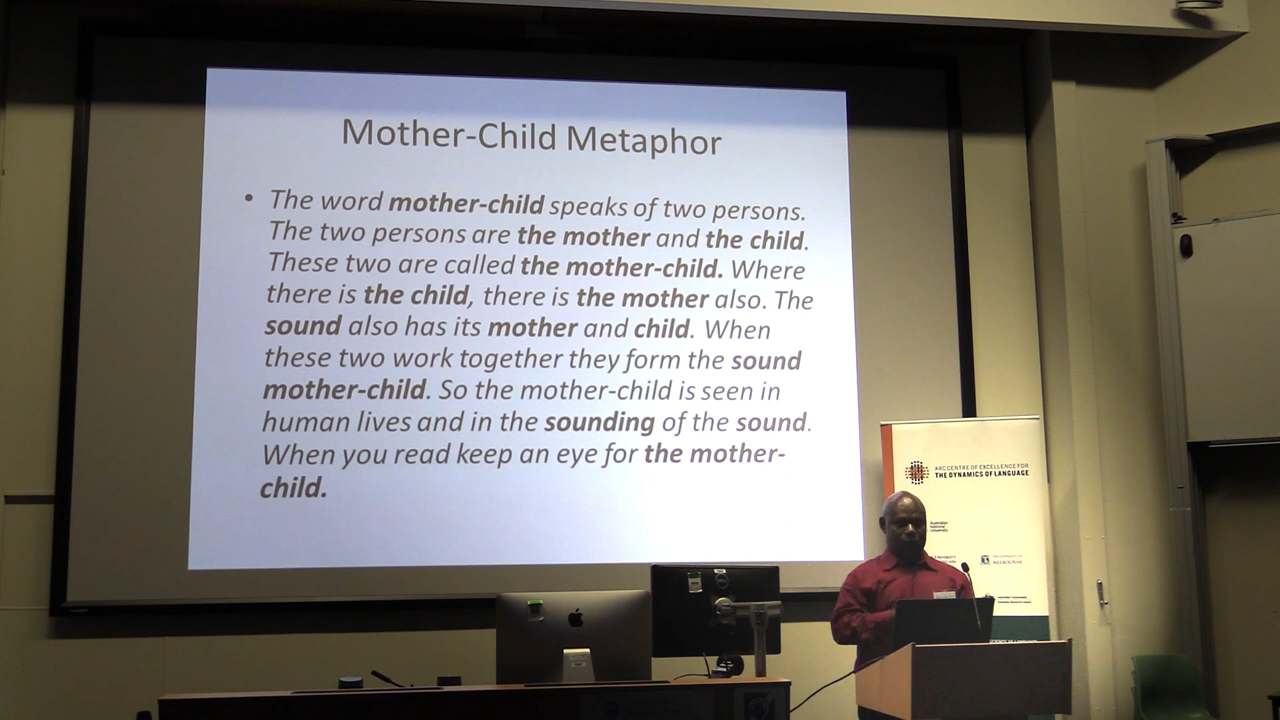 Mother-Child Metaphor
• The word mother-child speaks of two persons.
The two persons are the mother and the child.
These two are called the mother-child. Where
there is the child, there is the mother also. The
sound also has its mother and child. When
these two work together they form the sound
mother-child. So the mother-child is seen in
human lives and in the sounding of the sound.
When you read keep an eye for the mother-
child.
ARC CENTRE OF EXCELLENCE FOR
THE DYNAMICS OF LANGUAGE
Australian
National
University